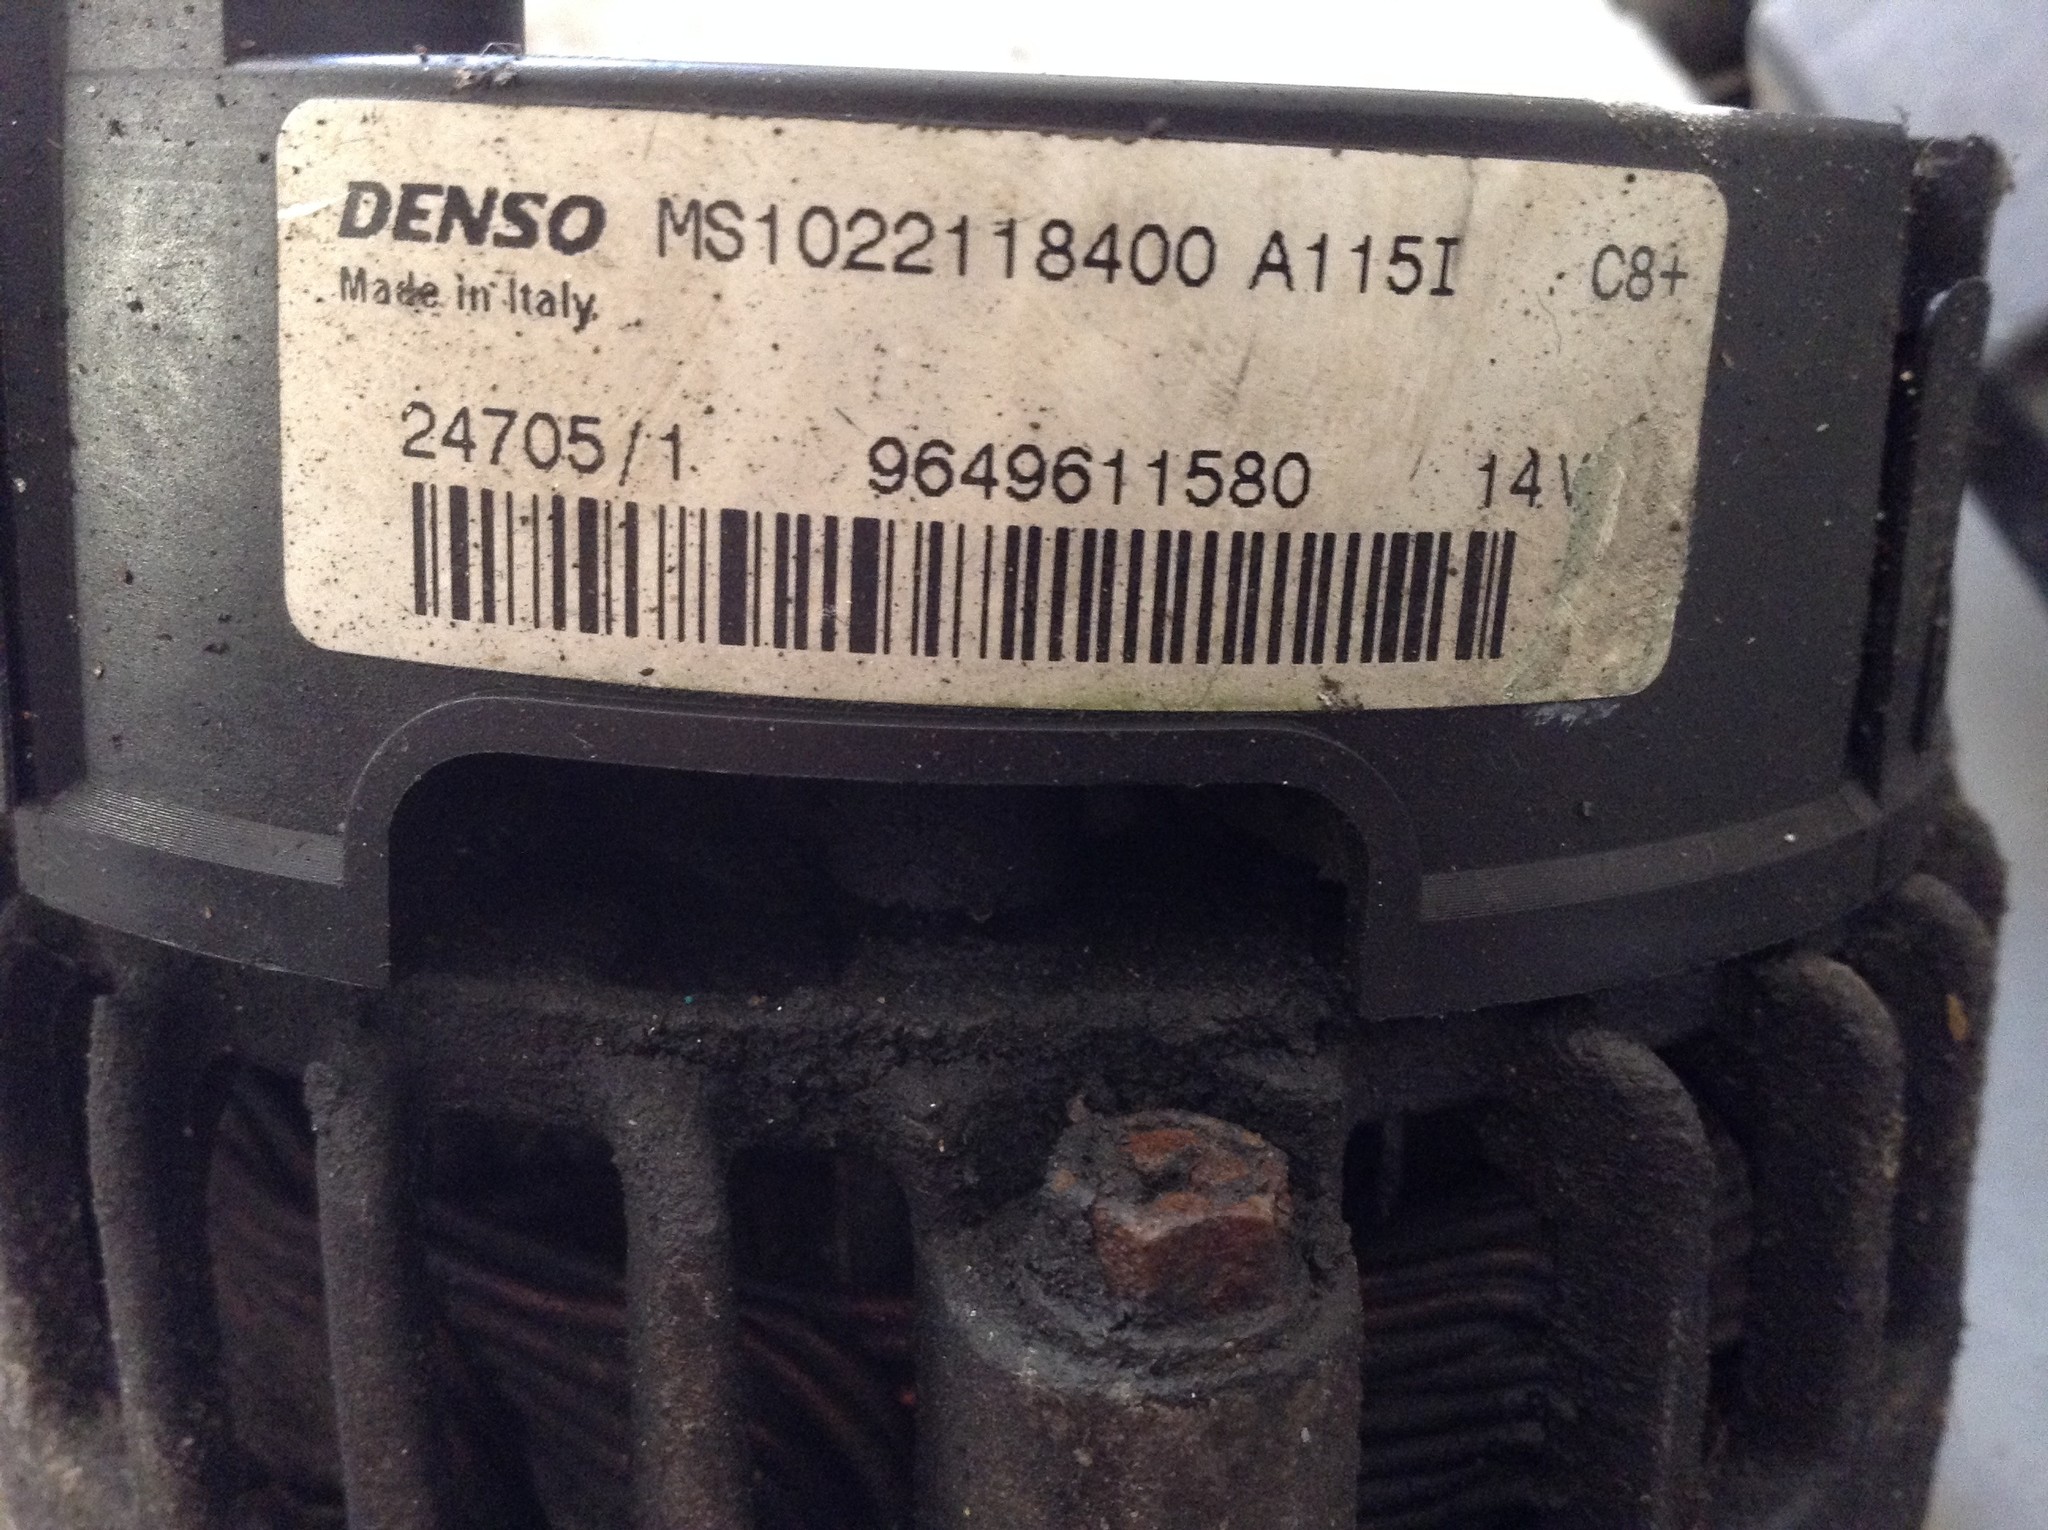 DENSO MS1022118400 A115I C8+
Made in Italy.
24705/1 9649611580 14V